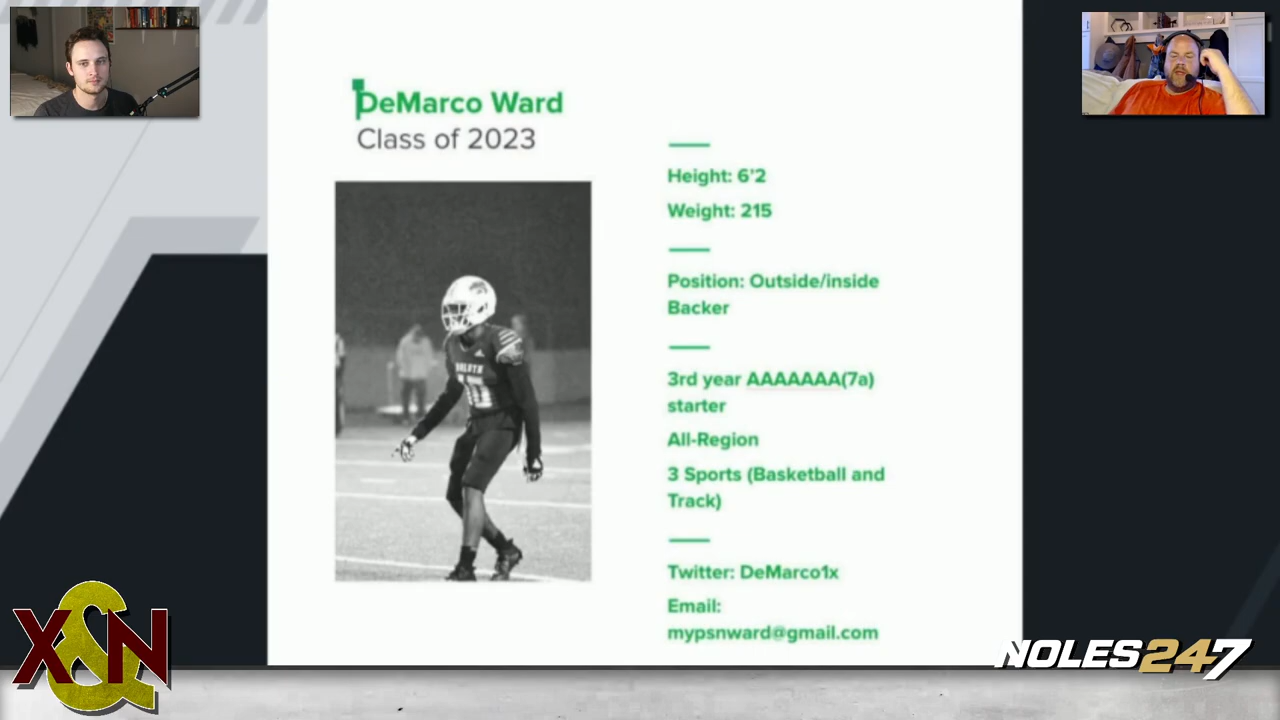 DeMarco Ward
Class of 2023
Height: 6'2
Weight: 215
Position: Outside/inside
Backer
3rd year AAAAAAA(7a)
starter
All-Region
3 Sports (Basketball and
Track)
Twitter: DeMarco1x
Email:
mypsnward@gmail.com
X&N
NOLES247